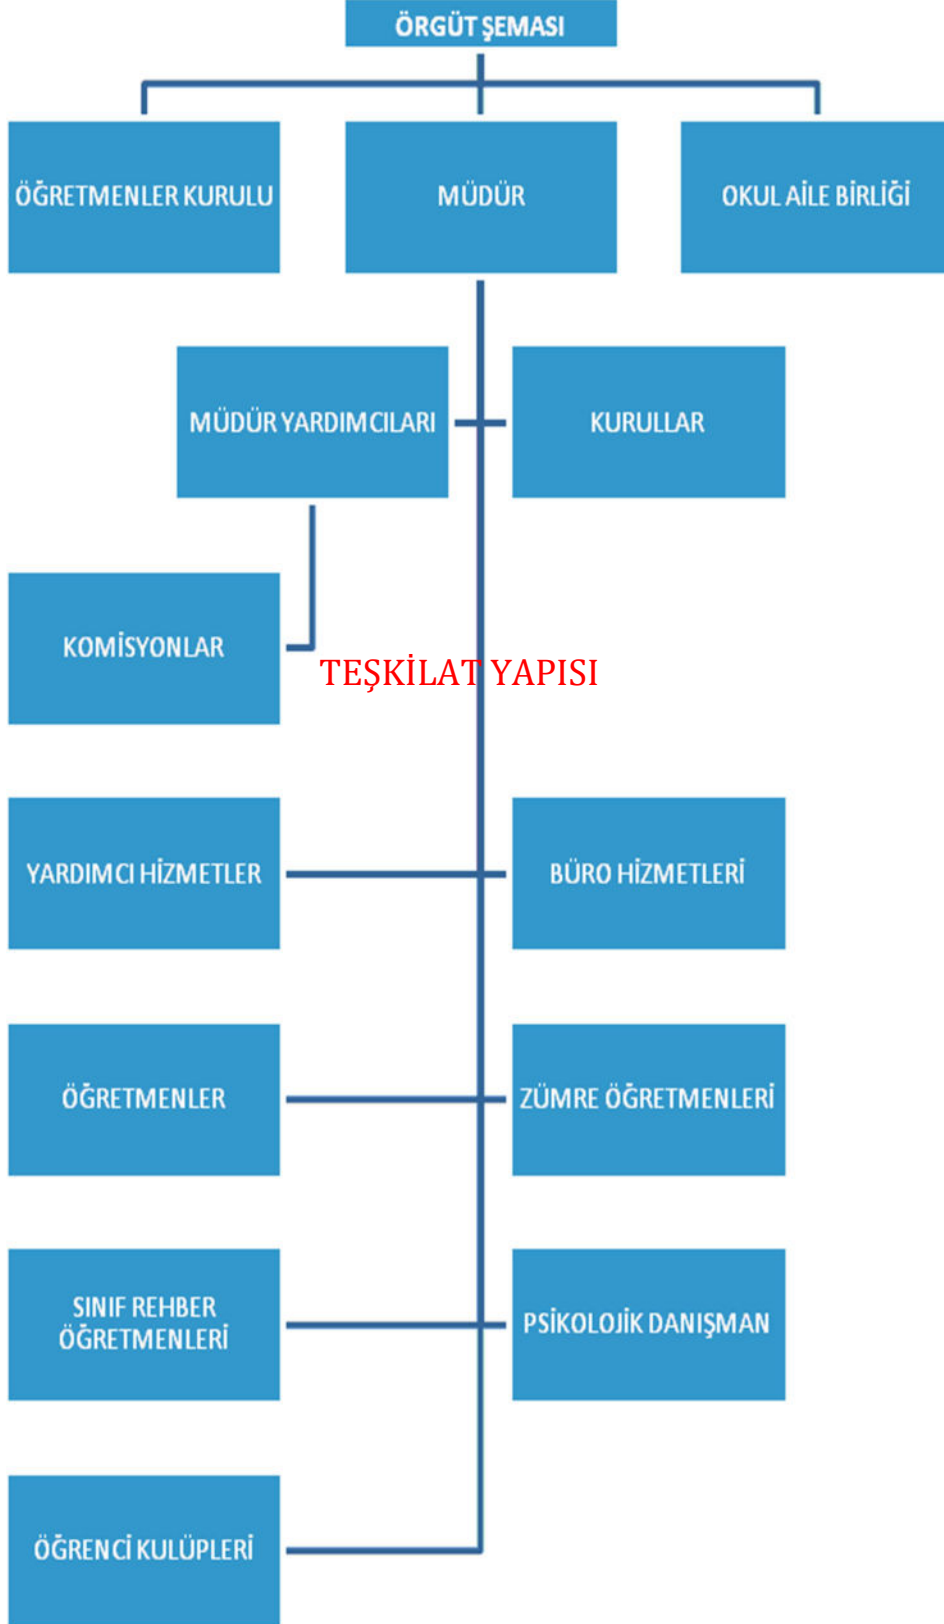 ÖRGÜT ŞEMASI
ÖĞRETMENLER KURULU
MÜDÜR
OKUL AİLE BİRLİĞİ
MÜDÜR YARDIMCILARI
KURULLAR
KOMİSYONLAR
TEŞKİLAT YAPISI
YARDIMCI HİZMETLER
BÜRO HİZMETLERİ
ÖĞRETMENLER
ZÜMRE ÖĞRETMENLERİ
SINIF REHBER
ÖĞRETMENLERİ
PSİKOLOJİK DANIŞMAN
ÖĞRENCİ KULÜPLERİ